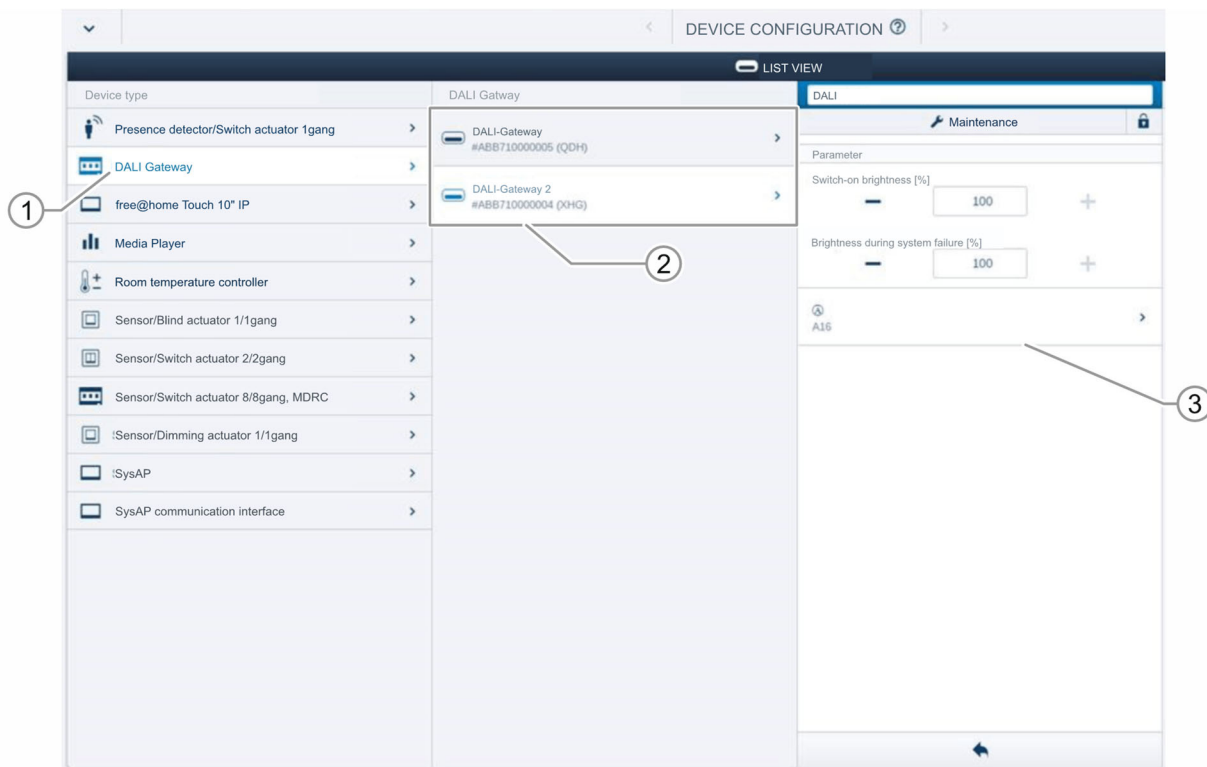 DEVICE CONFIGURATION ?
LIST VIEW
Device type
Presence detector/Switch actuator 1gang
DALI Gateway
free@home Touch 10" IP
Media Player
Room temperature controller
Sensor/Blind actuator 1/1gang
Sensor/Switch actuator 2/2gang
Sensor/Switch actuator 8/8gang, MDRC
Sensor/Dimming actuator 1/1gang
SysAP
SysAP communication interface
1
DALI Gatway
DALI-Gateway
#ABB710000005 (QDH)
DALI-Gateway 2
#ABB710000004 (XHG)
2
DALI
Maintenance
Parameter
Switch-on brightness [%]
100
Brightness during system failure [%]
100
A16
3